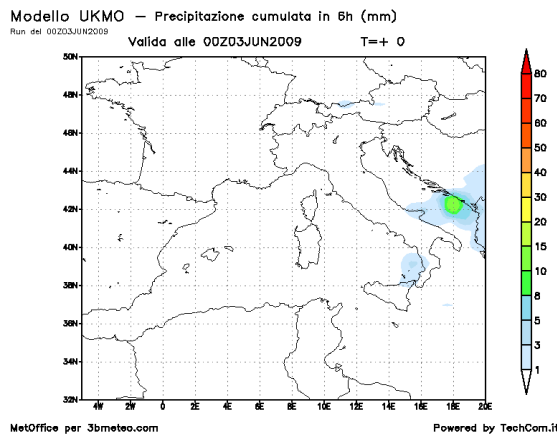 Modello UKMO — Precipitazione cumulata in 6h (mm)
Run del 00Z03JUN2009
Valida alle 00Z03JUN2009 T=+ 0
50N
48N
46N
44N
42N
40N
38N
36N
34N
32N
4W 2W 0 2E 4E 6E 8E 10E 12E 14E 16E 18E 20E
80
70
60
50
40
30
20
15
10
8
5
3
1
MetOffice per 3bmeteo.com Powered by TechCom.it